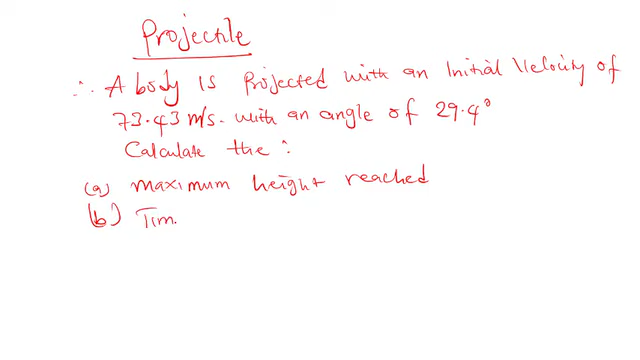 Projectile
∴ A body is projected with an initial velocity of
73.43 m/s. with an angle of 29.4°
Calculate the :
(a) maximum height reached
(b) Tim